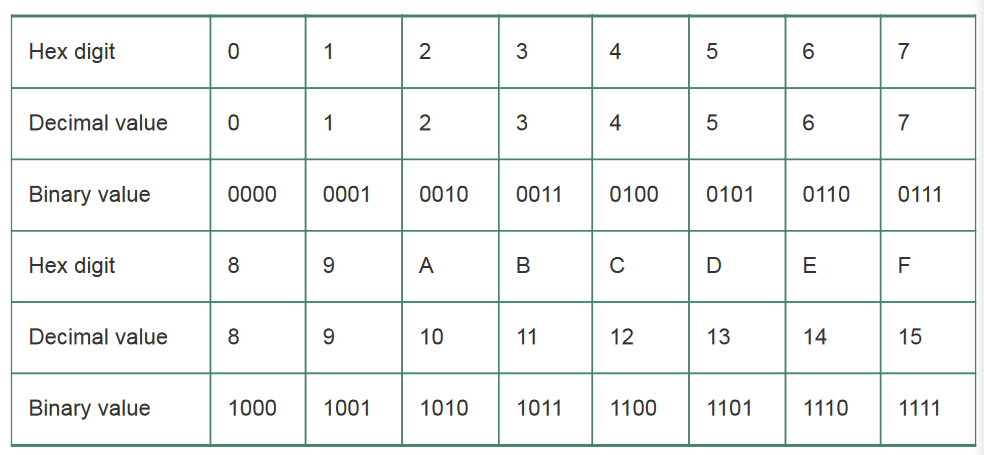 Hex digit 0 1 2 3 4 5 6 7
Decimal value 0 1 2 3 4 5 6 7
Binary value 0000 0001 0010 0011 0100 0101 0110 0111
Hex digit 8 9 A B C D E F
Decimal value 8 9 10 11 12 13 14 15
Binary value 1000 1001 1010 1011 1100 1101 1110 1111